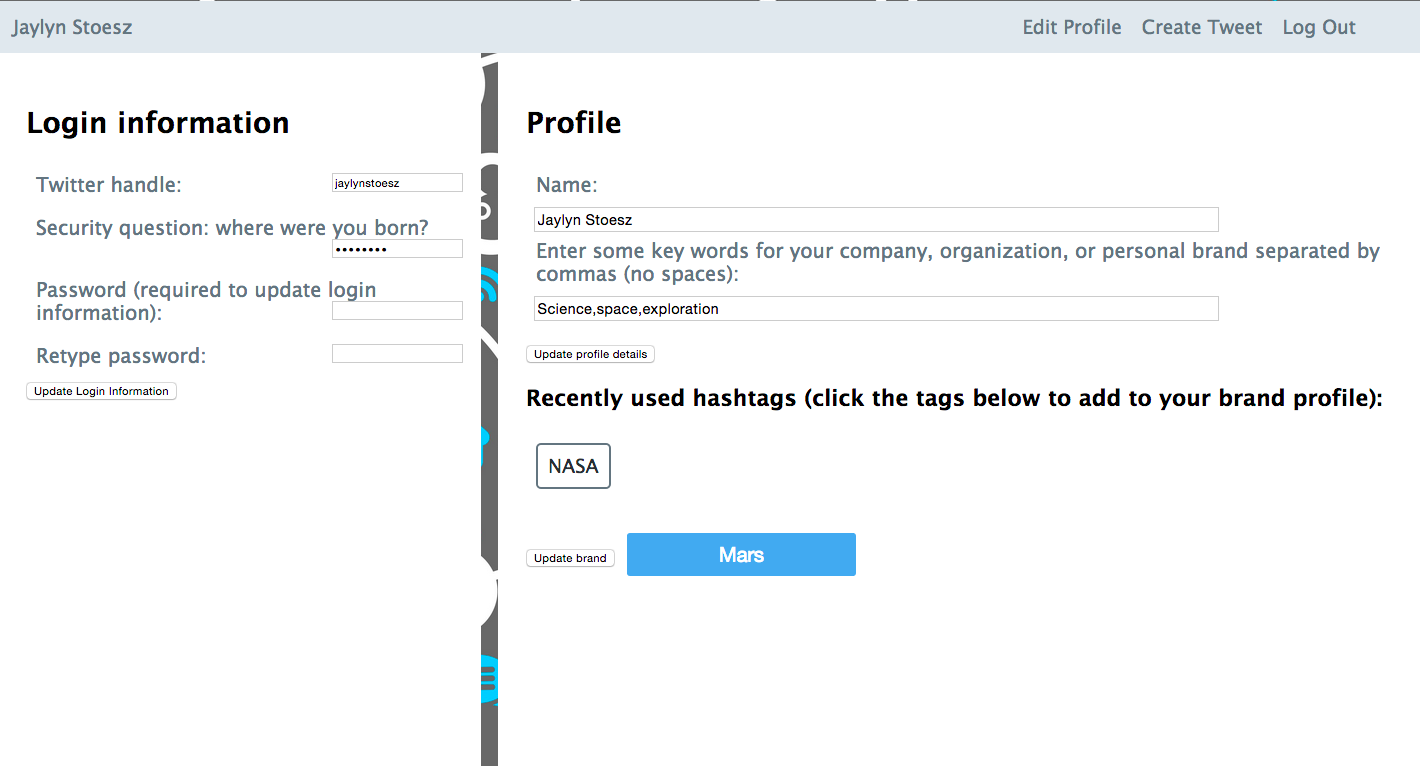 Jaylyn Stoesz
Edit Profile
Create Tweet
Log Out
Login information
Twitter handle:
jaylynstoesz
Security question: where were you born?
••••••••
Password (required to update login
information):
Retype password:
Update Login Information
Profile
Name:
Jaylyn Stoesz
Enter some key words for your company, organization, or personal brand separated by
commas (no spaces):
Science,space,exploration
Update profile details
Recently used hashtags (click the tags below to add to your brand profile):
NASA
Update brand
Mars